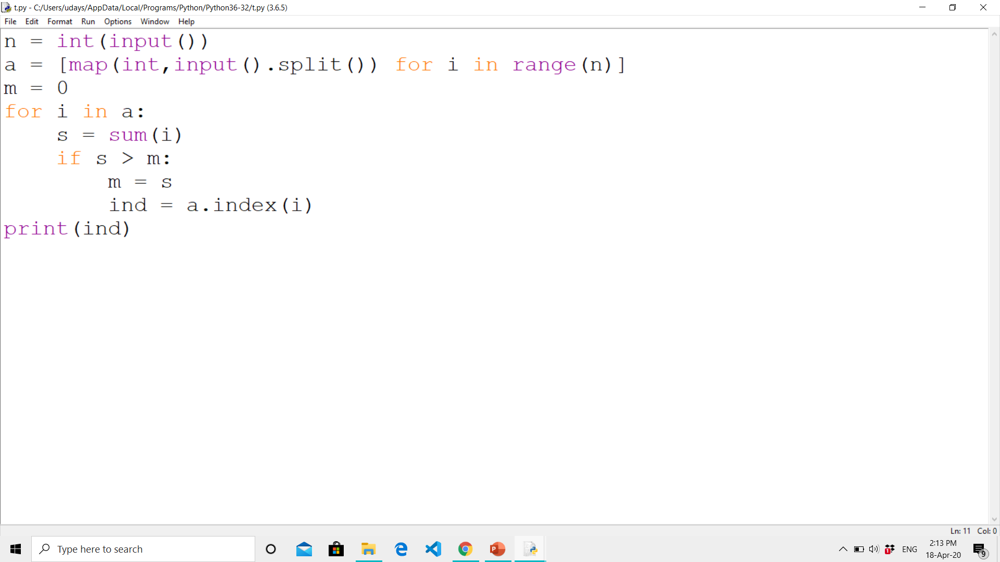 t.py - C:/Users/udays/AppData/Local/Programs/Python/Python36-32/t.py (3.6.5)
File Edit Format Run Options Window Help
n = int(input())
a = [map(int,input().split()) for i in range(n)]
m = 0
for i in a:
    s = sum(i)
    if s > m:
        m = s
        ind = a.index(i)
print(ind)
Ln: 11 Col: 0
Type here to search
P
1
ENG
2:13 PM
18-Apr-20
9